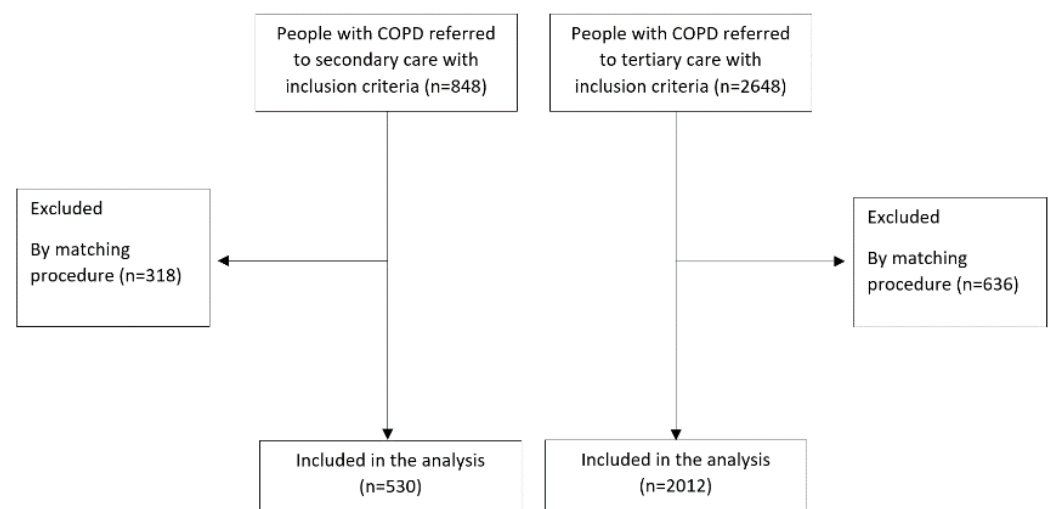 People with COPD referred
to secondary care with
inclusion criteria (n=848)
People with COPD referred
to tertiary care with
inclusion criteria (n=2648)
Excluded
By matching
procedure (n=318)
Excluded
By matching
procedure (n=636)
Included in the analysis
(n=530)
Included in the analysis
(n=2012)